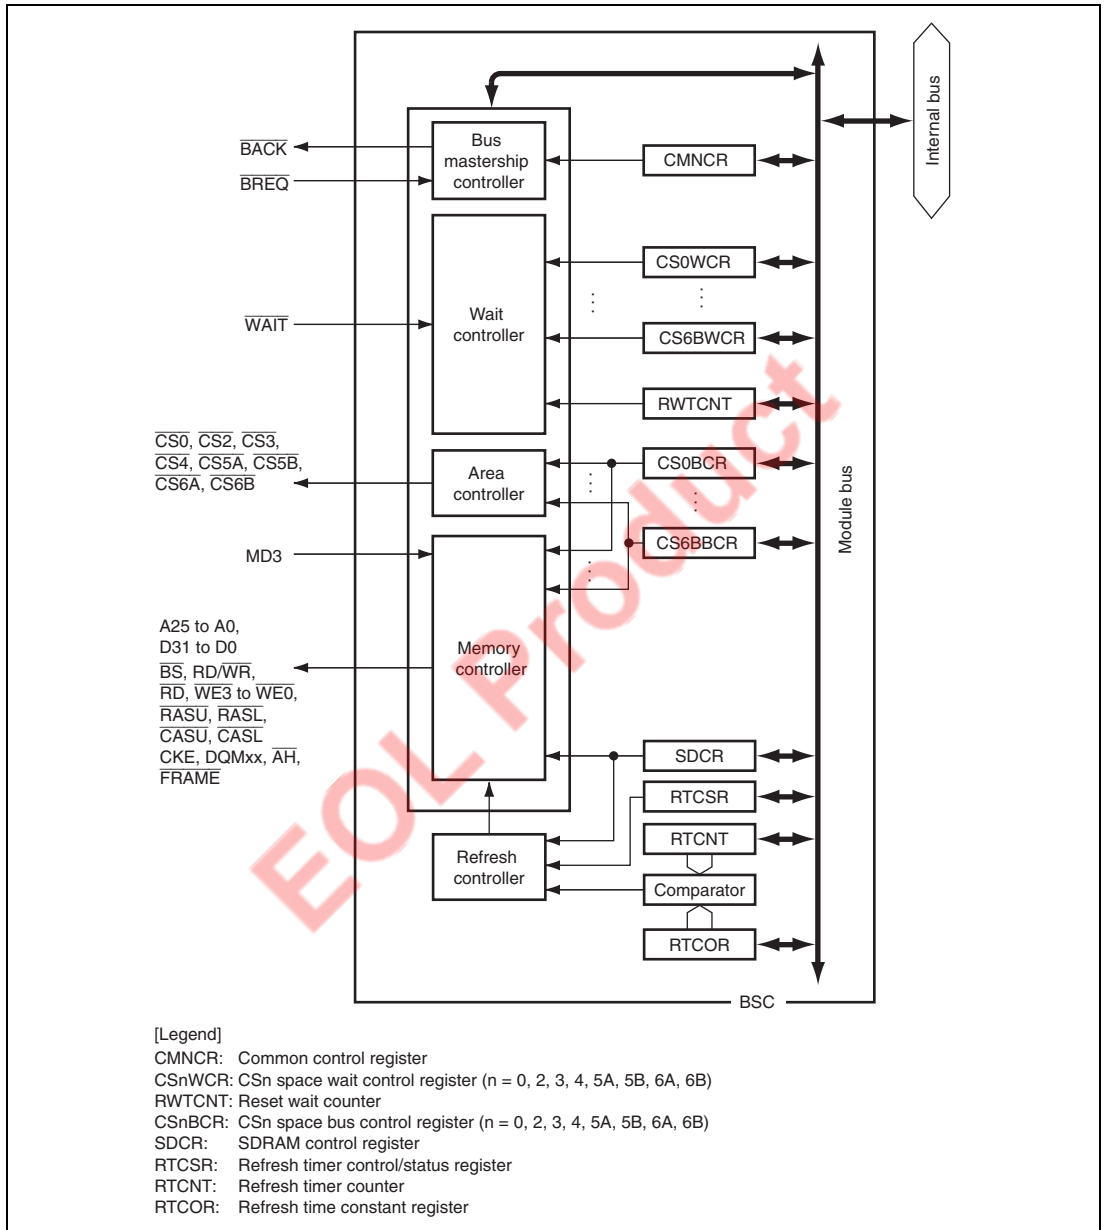 Internal bus
Bus
mastership
controller
BACK
BREQ
CMNCR
CS0WCR
Wait
controller
WAIT
CS6BWCR
RWTCNT
CS0, CS2, CS3,
CS4, CS5A, CS5B,
CS6A, CS6B
Area
controller
CS0BCR
Module bus
CS6BBCR
MD3
A25 to A0,
D31 to D0
BS, RD/WR,
RD, WE3 to WE0,
RASU, RASL,
CASU, CASL
CKE, DQMxx, AH,
FRAME
Memory
controller
SDCR
RTCSR
RTCNT
Refresh
controller
Comparator
RTCOR
BSC
EOL Product
[Legend]
CMNCR: Common control register
CSnWCR: CSn space wait control register (n = 0, 2, 3, 4, 5A, 5B, 6A, 6B)
RWTCNT: Reset wait counter
CSnBCR: CSn space bus control register (n = 0, 2, 3, 4, 5A, 5B, 6A, 6B)
SDCR: SDRAM control register
RTCSR: Refresh timer control/status register
RTCNT: Refresh timer counter
RTCOR: Refresh time constant register